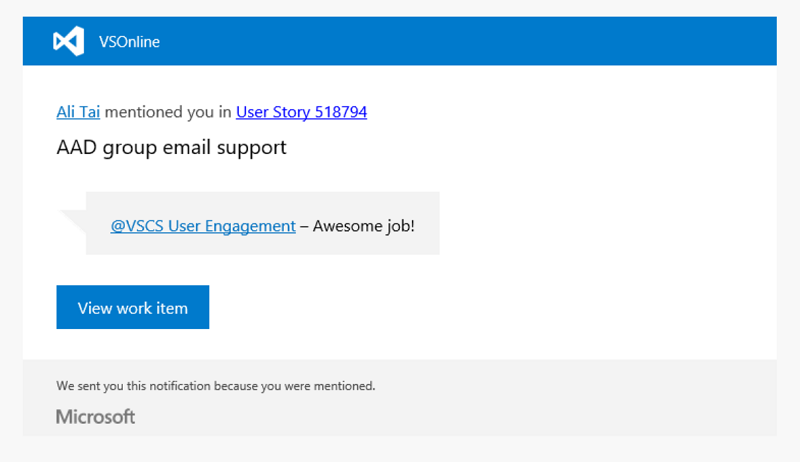 VSOnline
Ali Tai mentioned you in User Story 518794
AAD group email support
@VSCS User Engagement – Awesome job!
View work item
We sent you this notification because you were mentioned.
Microsoft